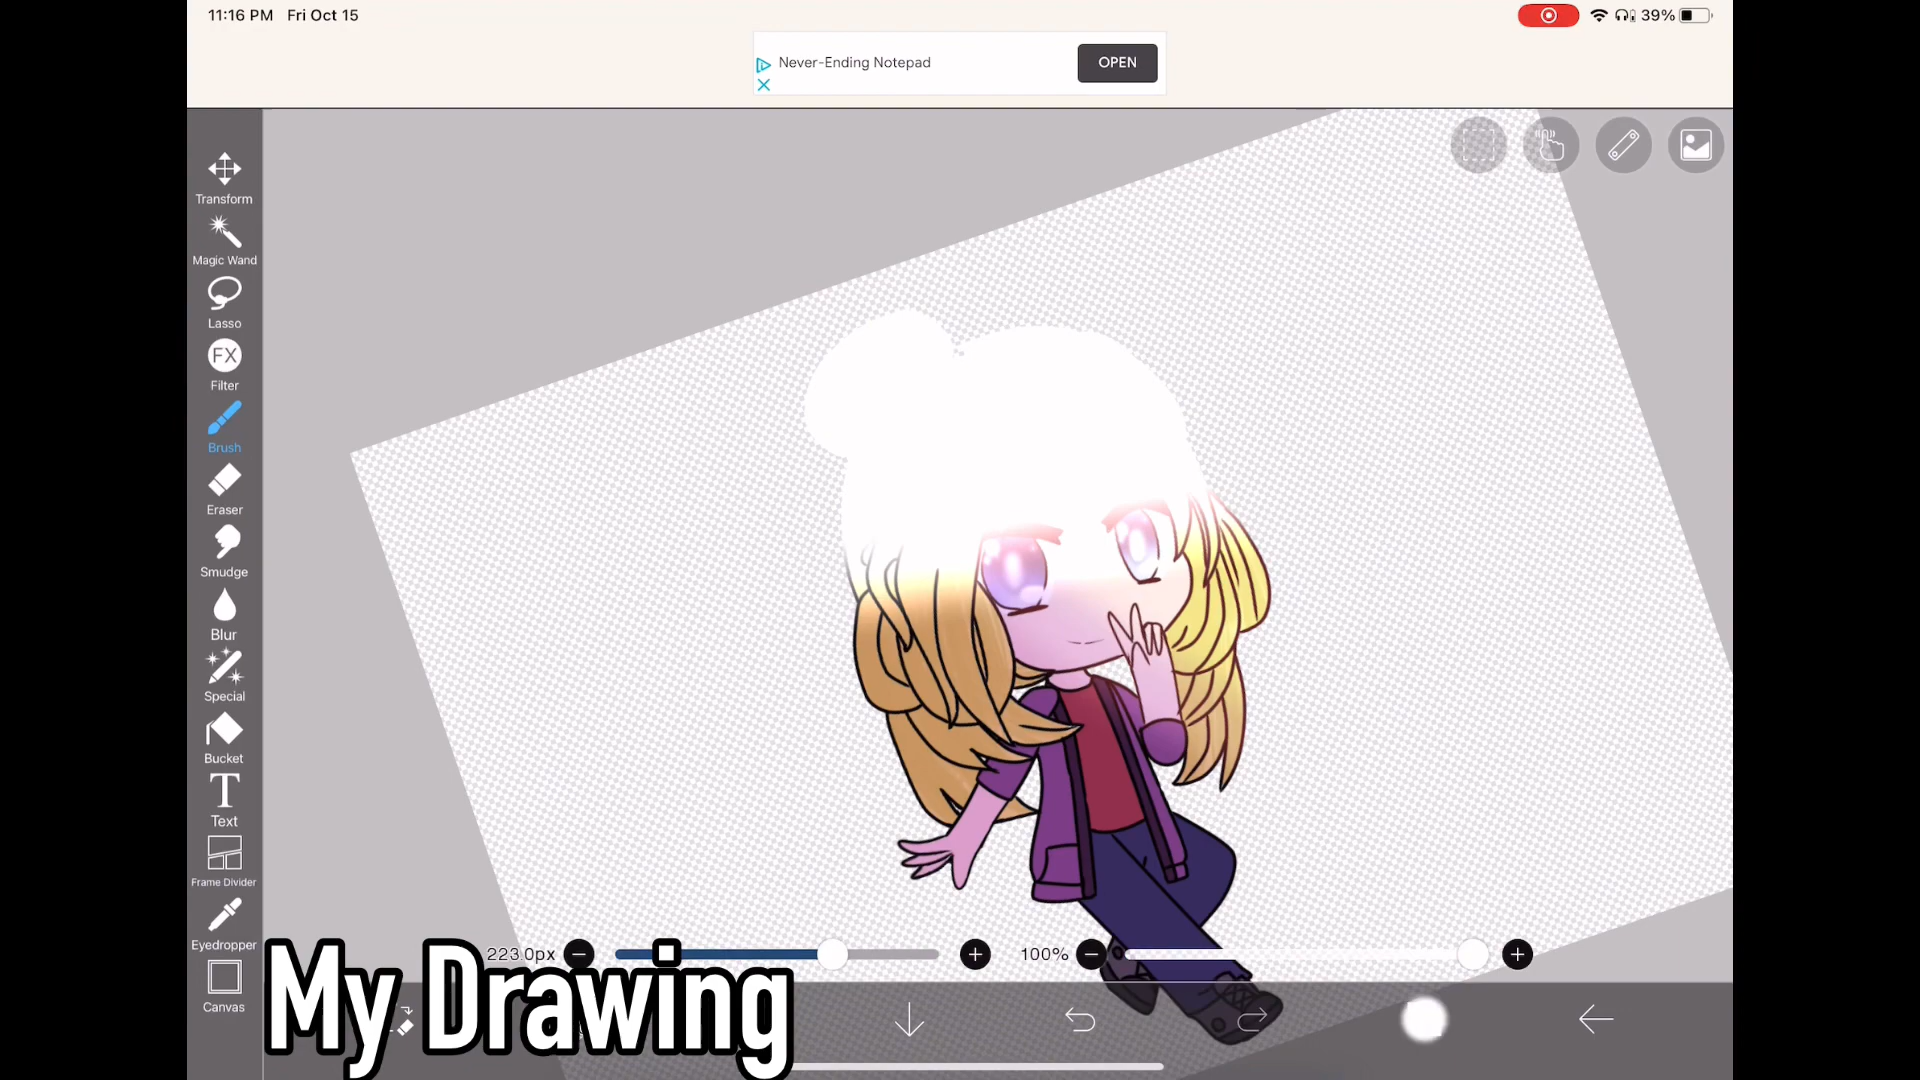 11:16 PM Fri Oct 15
39%
Never-Ending Notepad
OPEN
Transform
Magic Wand
Lasso
FX
Filter
Brush
Eraser
Smudge
Blur
Special
Bucket
T
Text
Frame Divider
Eyedropper
Canvas
223.0px
100%
My Drawing